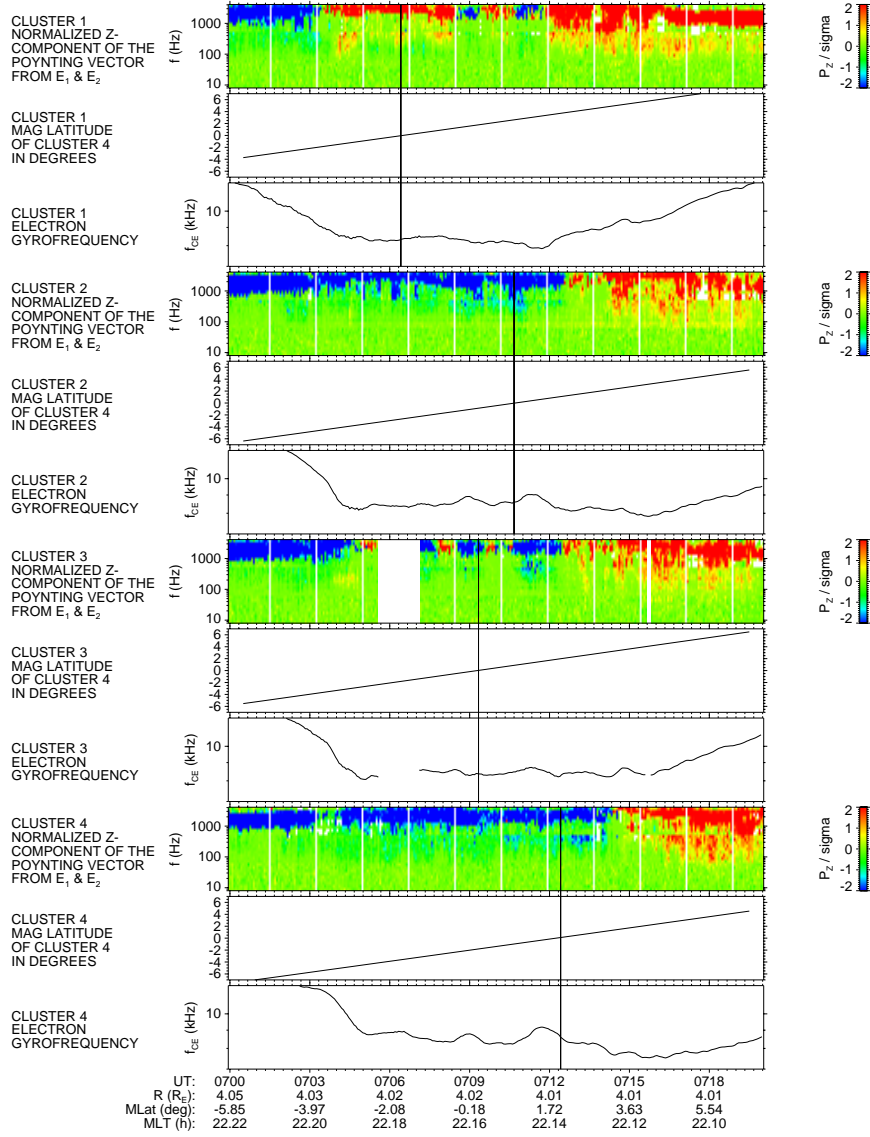 CLUSTER 1
NORMALIZED Z-
COMPONENT OF THE
POYNTING VECTOR
FROM E₁ & E₂
f (Hz)
1000
100
10
2
1
0
-1
-2
P_Z / sigma
CLUSTER 1
MAG LATITUDE
OF CLUSTER 4
IN DEGREES
6
4
2
0
-2
-4
-6
CLUSTER 1
ELECTRON
GYROFREQUENCY
f_CE (kHz)
10
CLUSTER 2
NORMALIZED Z-
COMPONENT OF THE
POYNTING VECTOR
FROM E₁ & E₂
f (Hz)
1000
100
10
2
1
0
-1
-2
P_Z / sigma
CLUSTER 2
MAG LATITUDE
OF CLUSTER 4
IN DEGREES
6
4
2
0
-2
-4
-6
CLUSTER 2
ELECTRON
GYROFREQUENCY
f_CE (kHz)
10
CLUSTER 3
NORMALIZED Z-
COMPONENT OF THE
POYNTING VECTOR
FROM E₁ & E₂
f (Hz)
1000
100
10
2
1
0
-1
-2
P_Z / sigma
CLUSTER 3
MAG LATITUDE
OF CLUSTER 4
IN DEGREES
6
4
2
0
-2
-4
-6
CLUSTER 3
ELECTRON
GYROFREQUENCY
f_CE (kHz)
10
CLUSTER 4
NORMALIZED Z-
COMPONENT OF THE
POYNTING VECTOR
FROM E₁ & E₂
f (Hz)
1000
100
10
2
1
0
-1
-2
P_Z / sigma
CLUSTER 4
MAG LATITUDE
OF CLUSTER 4
IN DEGREES
6
4
2
0
-2
-4
-6
CLUSTER 4
ELECTRON
GYROFREQUENCY
f_CE (kHz)
10
UT: 0700 0703 0706 0709 0712 0715 0718
R (R_E): 4.05 4.03 4.02 4.02 4.01 4.01 4.01
MLat (deg): -5.85 -3.97 -2.08 -0.18 1.72 3.63 5.54
MLT (h): 22.22 22.20 22.18 22.16 22.14 22.12 22.10